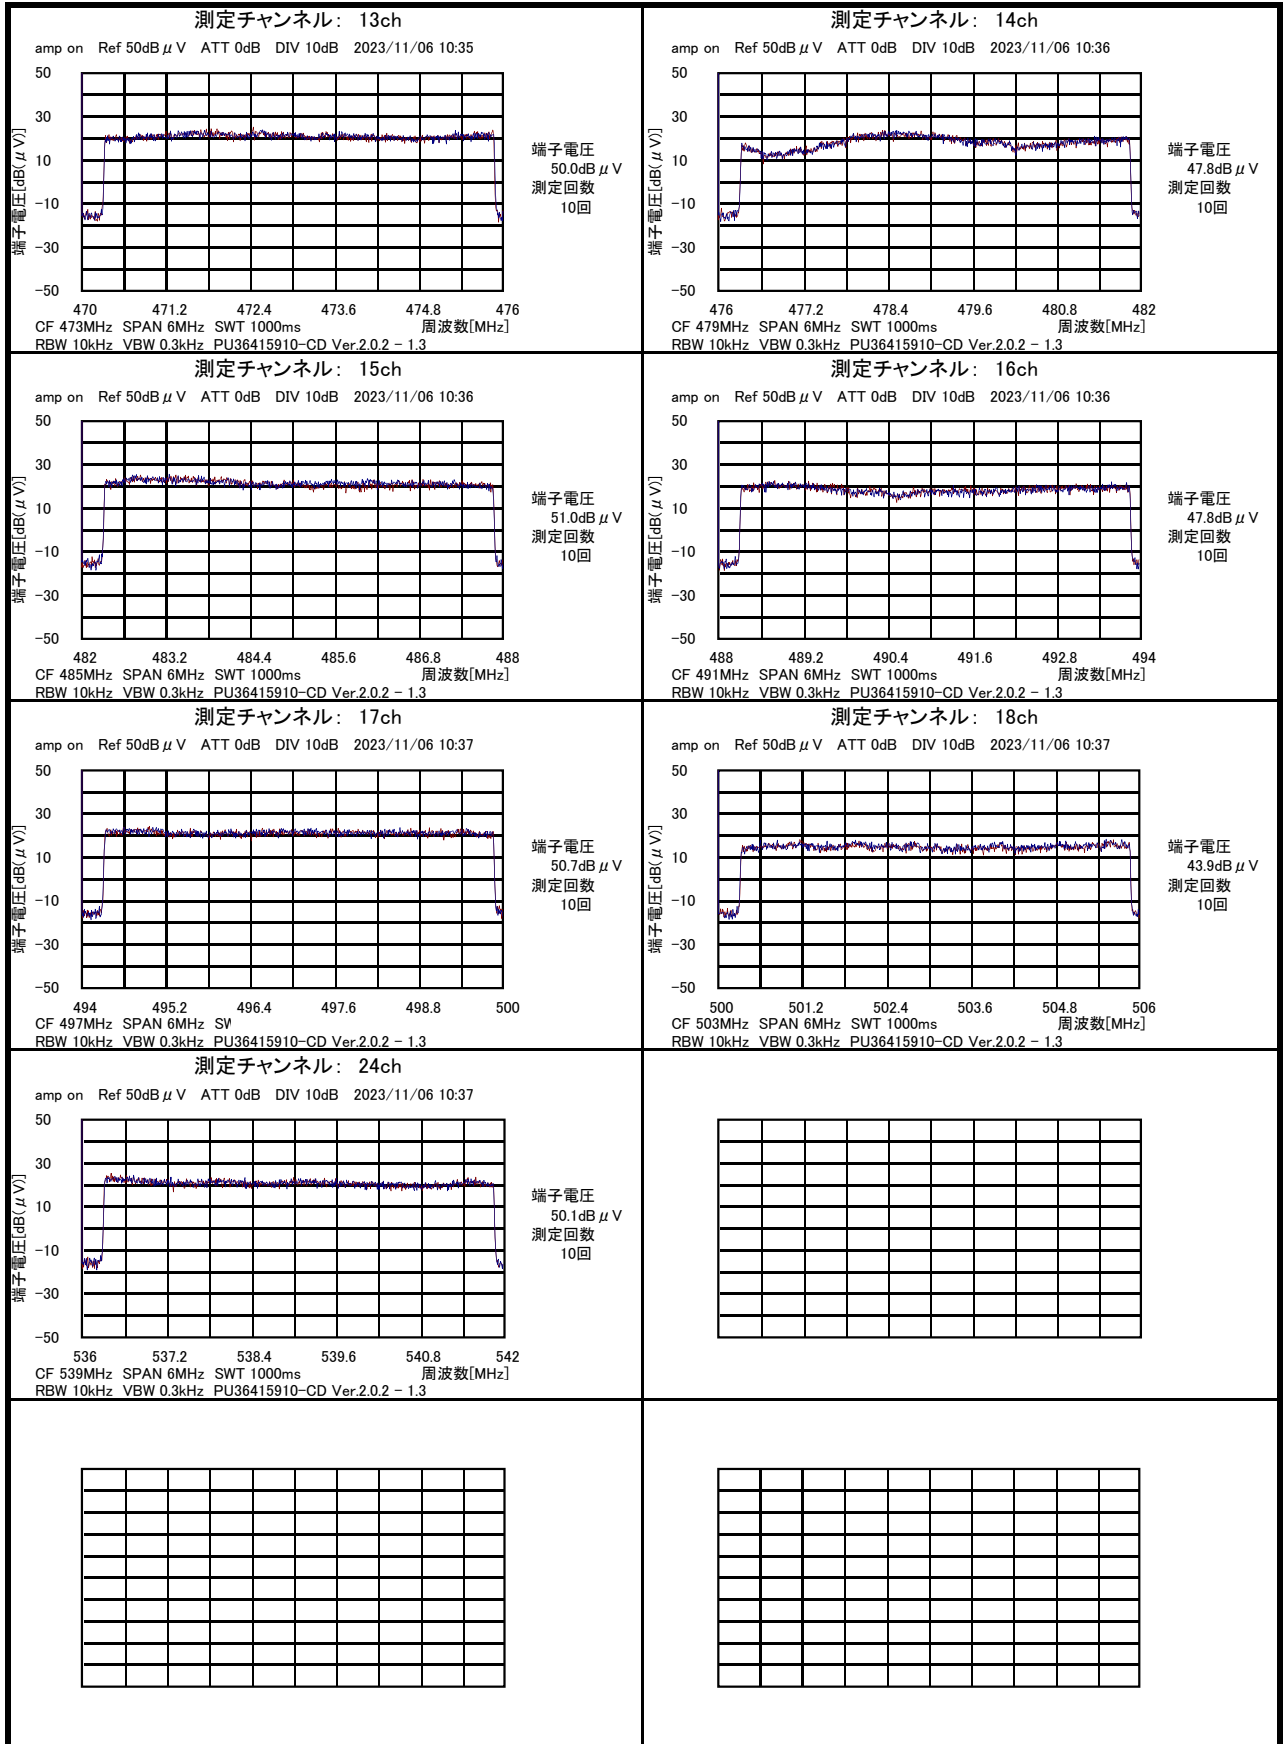 測定チャンネル： 13ch
amp on Ref 50dBμV ATT 0dB DIV 10dB 2023/11/06 10:35
端子電圧[dB(μV)]
50
30
10
-10
-30
-50
470 471.2 472.4 473.6 474.8 476
CF 473MHz SPAN 6MHz SWT 1000ms 周波数[MHz]
RBW 10kHz VBW 0.3kHz PU36415910-CD Ver.2.0.2 - 1.3
端子電圧
50.0dBμV
測定回数
10回
測定チャンネル： 14ch
amp on Ref 50dBμV ATT 0dB DIV 10dB 2023/11/06 10:36
端子電圧[dB(μV)]
50
30
10
-10
-30
-50
476 477.2 478.4 479.6 480.8 482
CF 479MHz SPAN 6MHz SWT 1000ms 周波数[MHz]
RBW 10kHz VBW 0.3kHz PU36415910-CD Ver.2.0.2 - 1.3
端子電圧
47.8dBμV
測定回数
10回
測定チャンネル： 15ch
amp on Ref 50dBμV ATT 0dB DIV 10dB 2023/11/06 10:36
端子電圧[dB(μV)]
50
30
10
-10
-30
-50
482 483.2 484.4 485.6 486.8 488
CF 485MHz SPAN 6MHz SWT 1000ms 周波数[MHz]
RBW 10kHz VBW 0.3kHz PU36415910-CD Ver.2.0.2 - 1.3
端子電圧
51.0dBμV
測定回数
10回
測定チャンネル： 16ch
amp on Ref 50dBμV ATT 0dB DIV 10dB 2023/11/06 10:36
端子電圧[dB(μV)]
50
30
10
-10
-30
-50
488 489.2 490.4 491.6 492.8 494
CF 491MHz SPAN 6MHz SWT 1000ms 周波数[MHz]
RBW 10kHz VBW 0.3kHz PU36415910-CD Ver.2.0.2 - 1.3
端子電圧
47.8dBμV
測定回数
10回
測定チャンネル： 17ch
amp on Ref 50dBμV ATT 0dB DIV 10dB 2023/11/06 10:37
端子電圧[dB(μV)]
50
30
10
-10
-30
-50
494 495.2 496.4 497.6 498.8 500
CF 497MHz SPAN 6MHz
RBW 10kHz VBW 0.3kHz PU36415910-CD Ver.2.0.2 - 1.3
端子電圧
50.7dBμV
測定回数
10回
測定チャンネル： 18ch
amp on Ref 50dBμV ATT 0dB DIV 10dB 2023/11/06 10:37
端子電圧[dB(μV)]
50
30
10
-10
-30
-50
500 501.2 502.4 503.6 504.8 506
CF 503MHz SPAN 6MHz SWT 1000ms 周波数[MHz]
RBW 10kHz VBW 0.3kHz PU36415910-CD Ver.2.0.2 - 1.3
端子電圧
43.9dBμV
測定回数
10回
測定チャンネル： 24ch
amp on Ref 50dBμV ATT 0dB DIV 10dB 2023/11/06 10:37
端子電圧[dB(μV)]
50
30
10
-10
-30
-50
536 537.2 538.4 539.6 540.8 542
CF 539MHz SPAN 6MHz SWT 1000ms 周波数[MHz]
RBW 10kHz VBW 0.3kHz PU36415910-CD Ver.2.0.2 - 1.3
端子電圧
50.1dBμV
測定回数
10回